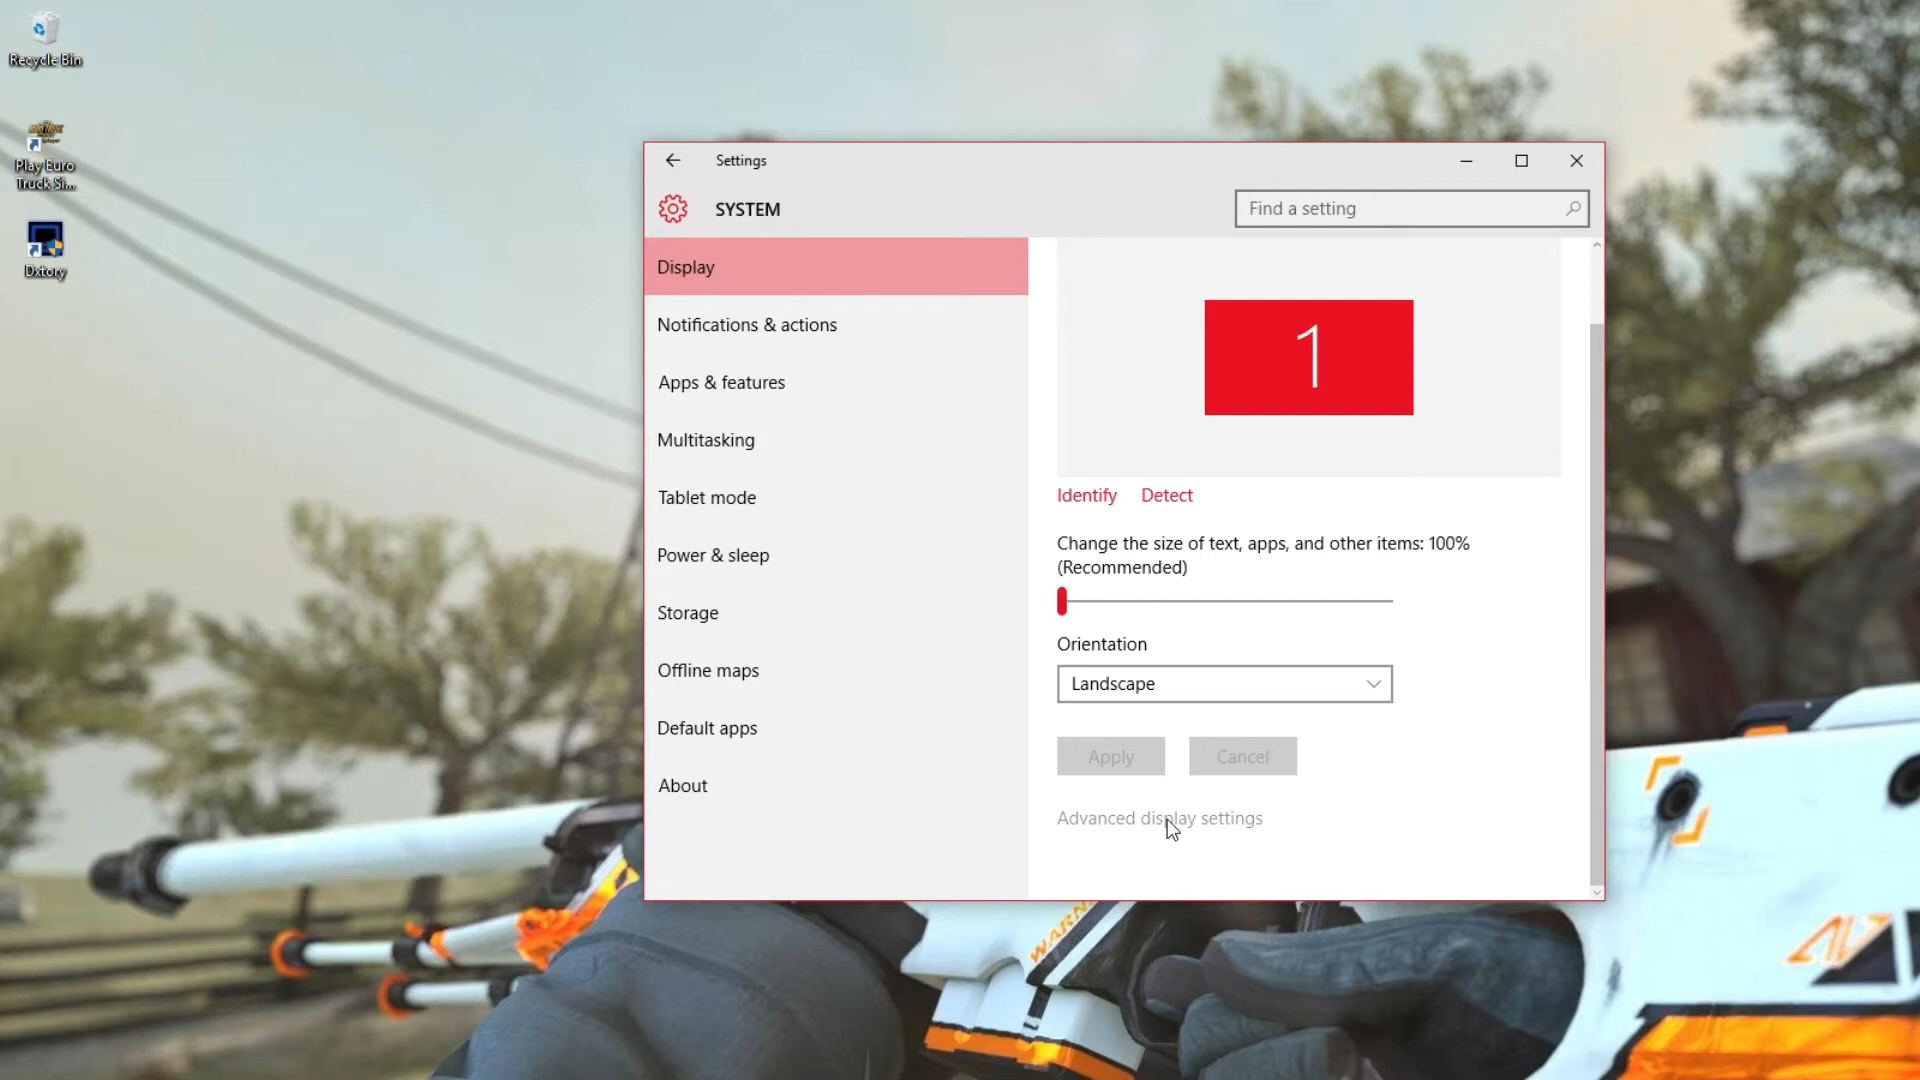 Recycle Bin
Play Euro
Truck Si...
Dxtory
Settings
SYSTEM
Find a setting
Display
Notifications & actions
Apps & features
Multitasking
Tablet mode
Power & sleep
Storage
Offline maps
Default apps
About
1
Identify Detect
Change the size of text, apps, and other items: 100%
(Recommended)
Orientation
Landscape
Apply Cancel
Advanced display settings
WARN